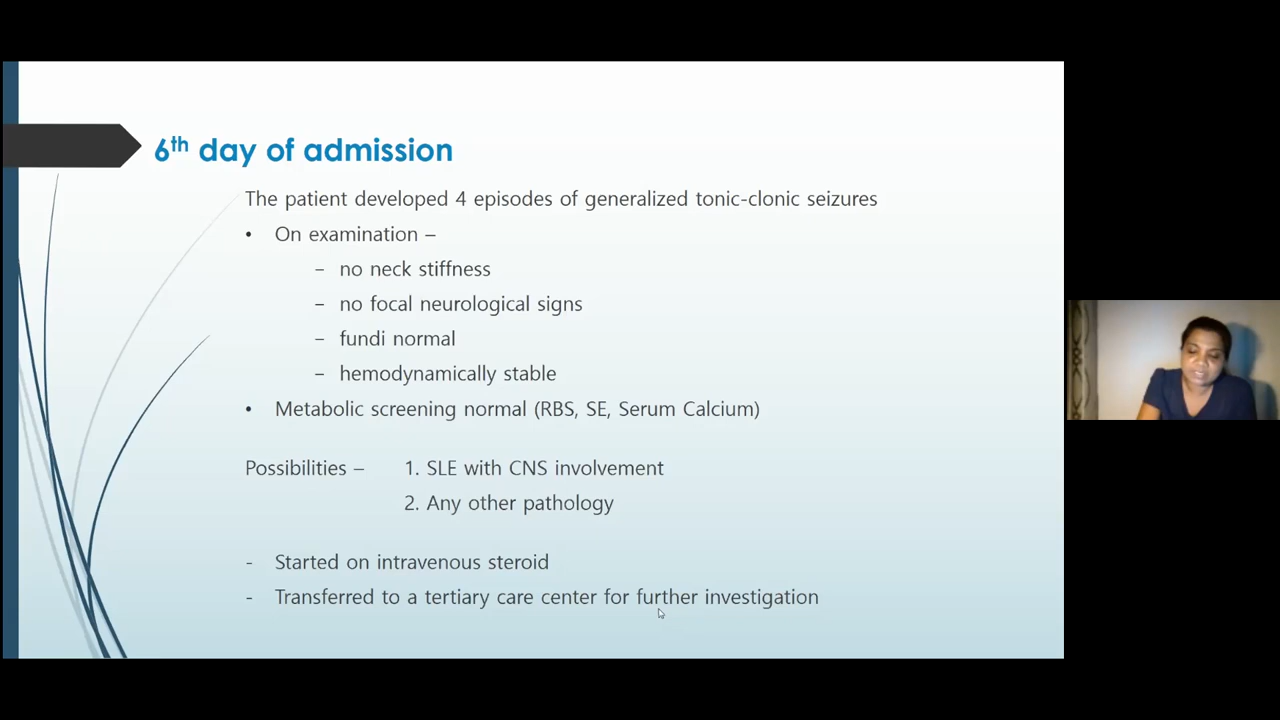 6th day of admission
The patient developed 4 episodes of generalized tonic-clonic seizures
• On examination –
– no neck stiffness
– no focal neurological signs
– fundi normal
– hemodynamically stable
• Metabolic screening normal (RBS, SE, Serum Calcium)
Possibilities – 1. SLE with CNS involvement
2. Any other pathology
- Started on intravenous steroid
- Transferred to a tertiary care center for further investigation